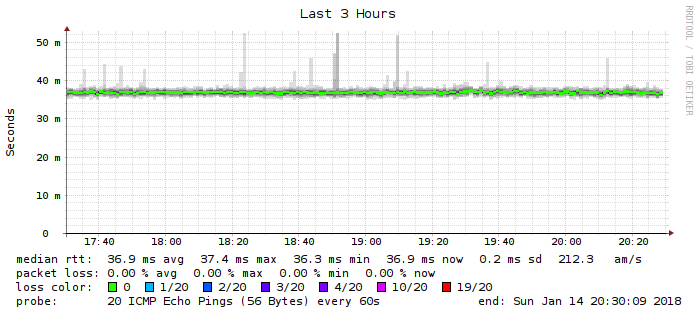 Last 3 Hours
RRDTOOL / TOBI OETIKER
Seconds
50 m
40 m
30 m
20 m
10 m
0
17:40 18:00 18:20 18:40 19:00 19:20 19:40 20:00 20:20
median rtt: 36.9 ms avg 37.4 ms max 36.3 ms min 36.9 ms now 0.2 ms sd 212.3 am/s
packet loss: 0.00 % avg 0.00 % max 0.00 % min 0.00 % now
loss color: 0 1/20 2/20 3/20 4/20 10/20 19/20
probe: 20 ICMP Echo Pings (56 Bytes) every 60s end: Sun Jan 14 20:30:09 2018